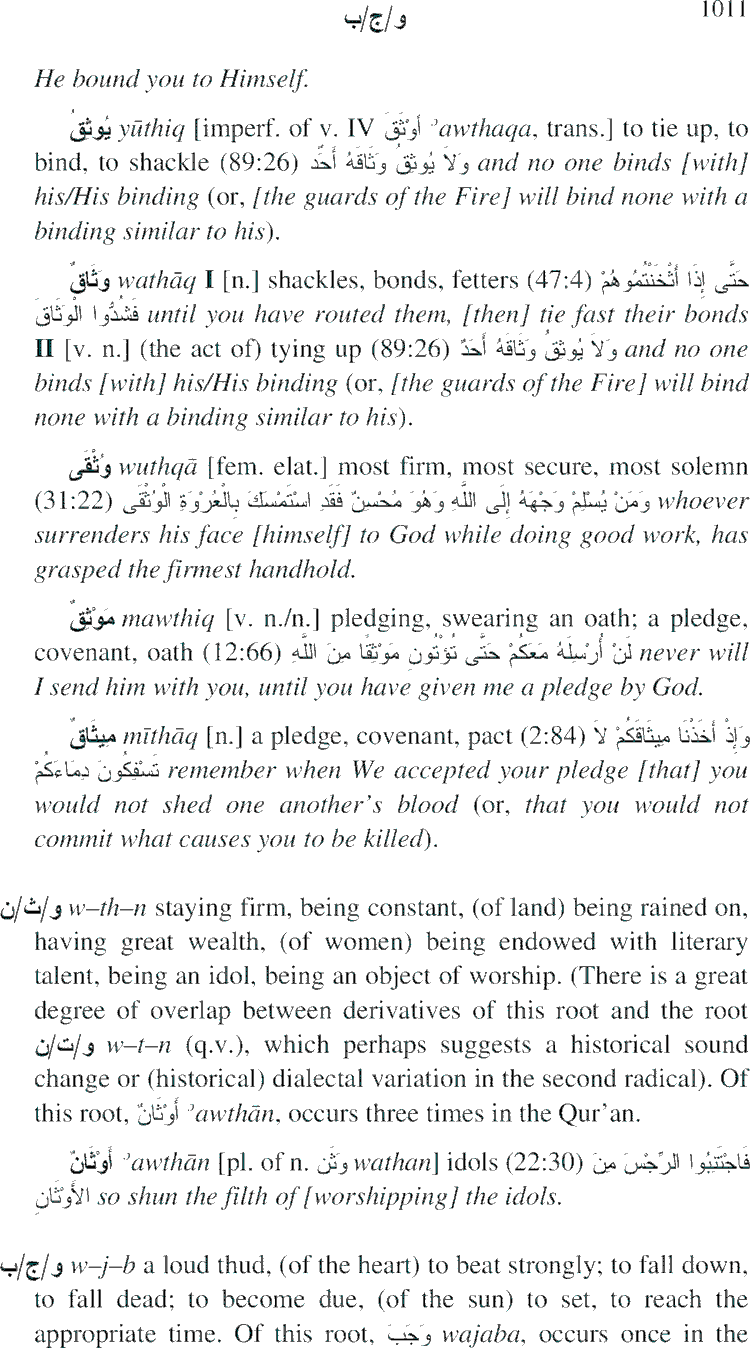 و/ج/ب 1011
He bound you to Himself.
يُوثِقُ yūthiq [imperf. of v. IV أَوْثَقَ ʾawthaqa, trans.] to tie up, to
bind, to shackle (89:26) وَلاَ يُوثِقُ وَثَاقَهُ أَحَدٌ and no one binds [with]
his/His binding (or, [the guards of the Fire] will bind none with a
binding similar to his).
وَثَاقٌ wathāq I [n.] shackles, bonds, fetters (47:4) حَتَّى إِذَا أَثْخَنْتُمُوهُمْ
فَشُدُّوا الْوَثَاقَ until you have routed them, [then] tie fast their bonds
II [v. n.] (the act of) tying up (89:26) وَلاَ يُوثِقُ وَثَاقَهُ أَحَدٌ and no one
binds [with] his/His binding (or, [the guards of the Fire] will bind
none with a binding similar to his).
وُثْقَى wuthqā [fem. elat.] most firm, most secure, most solemn
(31:22) وَمَنْ يُسْلِمْ وَجْهَهُ إِلَى اللَّهِ وَهُوَ مُحْسِنٌ فَقَدِ اسْتَمْسَكَ بِالْعُرْوَةِ الْوُثْقَى whoever
surrenders his face [himself] to God while doing good work, has
grasped the firmest handhold.
مَوْثِقٌ mawthiq [v. n./n.] pledging, swearing an oath; a pledge,
covenant, oath (12:66) لَنْ أُرْسِلَهُ مَعَكُمْ حَتَّى تُؤْتُونِ مَوْثِقًا مِنَ اللَّهِ never will
I send him with you, until you have given me a pledge by God.
مِيثَاقٌ mīthāq [n.] a pledge, covenant, pact (2:84) وَإِذْ أَخَذْنَا مِيثَاقَكُمْ لاَ
تَسْفِكُونَ دِمَاءَكُمْ remember when We accepted your pledge [that] you
would not shed one another’s blood (or, that you would not
commit what causes you to be killed).
و/ث/ن w–th–n staying firm, being constant, (of land) being rained on,
having great wealth, (of women) being endowed with literary
talent, being an idol, being an object of worship. (There is a great
degree of overlap between derivatives of this root and the root
و/ت/ن w–t–n (q.v.), which perhaps suggests a historical sound
change or (historical) dialectal variation in the second radical). Of
this root, أَوْثَانٌ ʾawthān, occurs three times in the Qur’an.
أَوْثَانٌ ʾawthān [pl. of n. وَثَن wathan] idols (22:30) فَاجْتَنِبُوا الرِّجْسَ مِنَ
الأَوْثَانِ so shun the filth of [worshipping] the idols.
و/ج/ب w–j–b a loud thud, (of the heart) to beat strongly; to fall down,
to fall dead; to become due, (of the sun) to set, to reach the
appropriate time. Of this root, وَجَبَ wajaba, occurs once in the